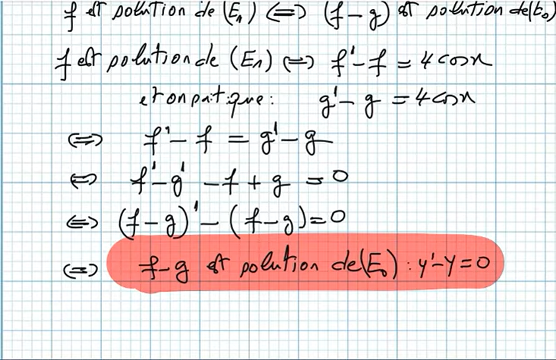 f est solution de (E₁) ⟺ (f-g) est solution de (E₀)
f est solution de (E₁) ⟺ f' - f = 4 cos x
et on sait que : g' - g = 4 cos x
⟺ f' - f = g' - g
⟺ f' - g' - f + g = 0
⟺ (f-g)' - (f-g) = 0
⟺ f-g est solution de (E₀) : y' - y = 0